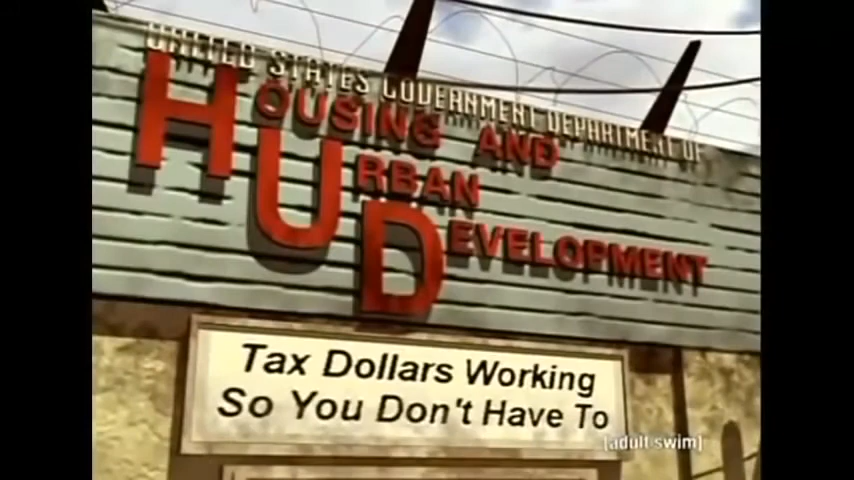 UNITED STATES GOVERNMENT DEPARTMENT OF
HOUSING AND
URBAN
DEVELOPMENT
Tax Dollars Working
So You Don't Have To
[adult swim]